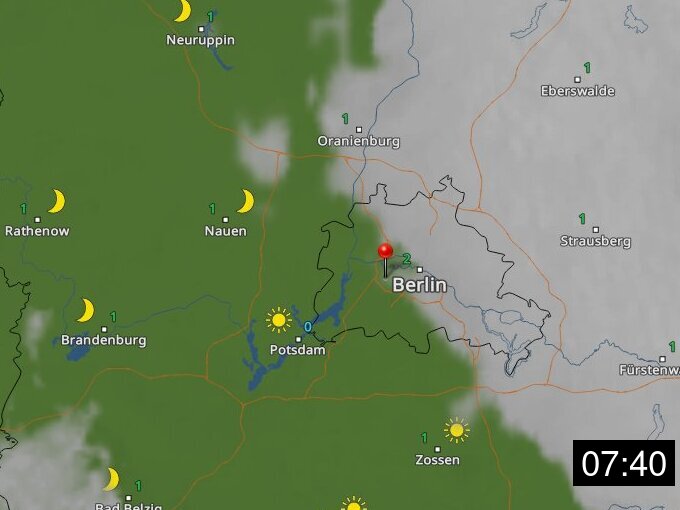 1
Neuruppin
1
Eberswalde
1
Oranienburg
1
Rathenow
1
Nauen
1
Strausberg
2
Berlin
1
Brandenburg
0
Potsdam
1
Fürstenwa
1
Zossen
07:40
1
Bad Belzig